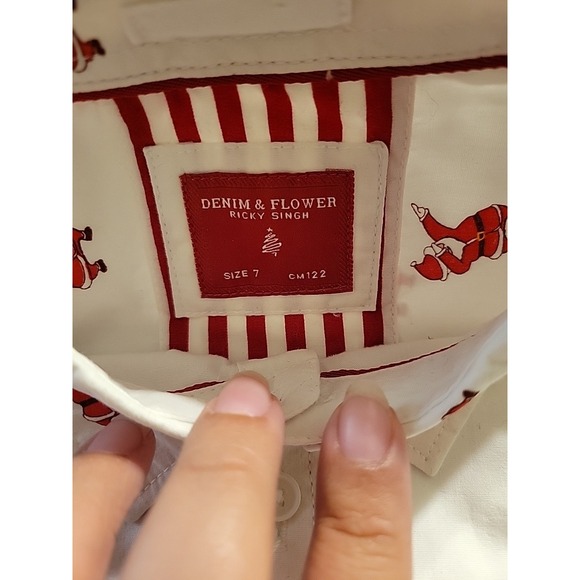 DENIM & FLOWER
RICKY SINGH
SIZE 7 CM122